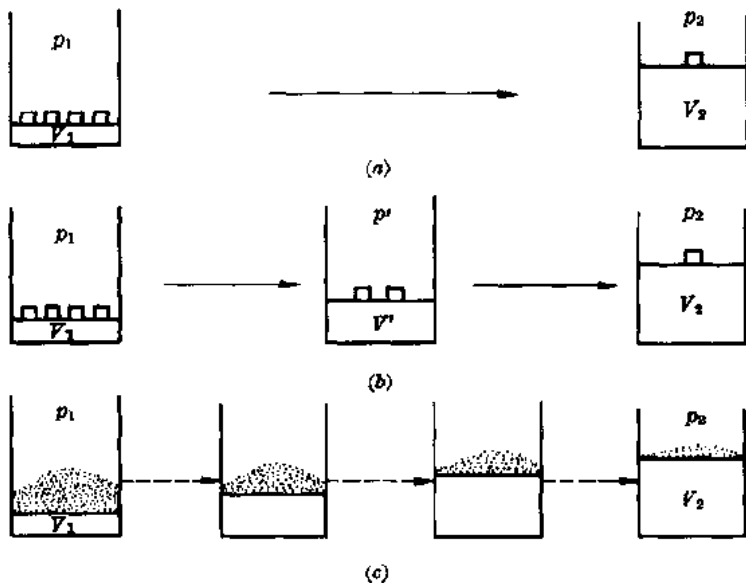 p₁ p₂
V₁ V₂
(a)
p₁ p′ p₂
V₁ V′ V₂
(b)
p₁ p₂
V₁ V₂
(c)